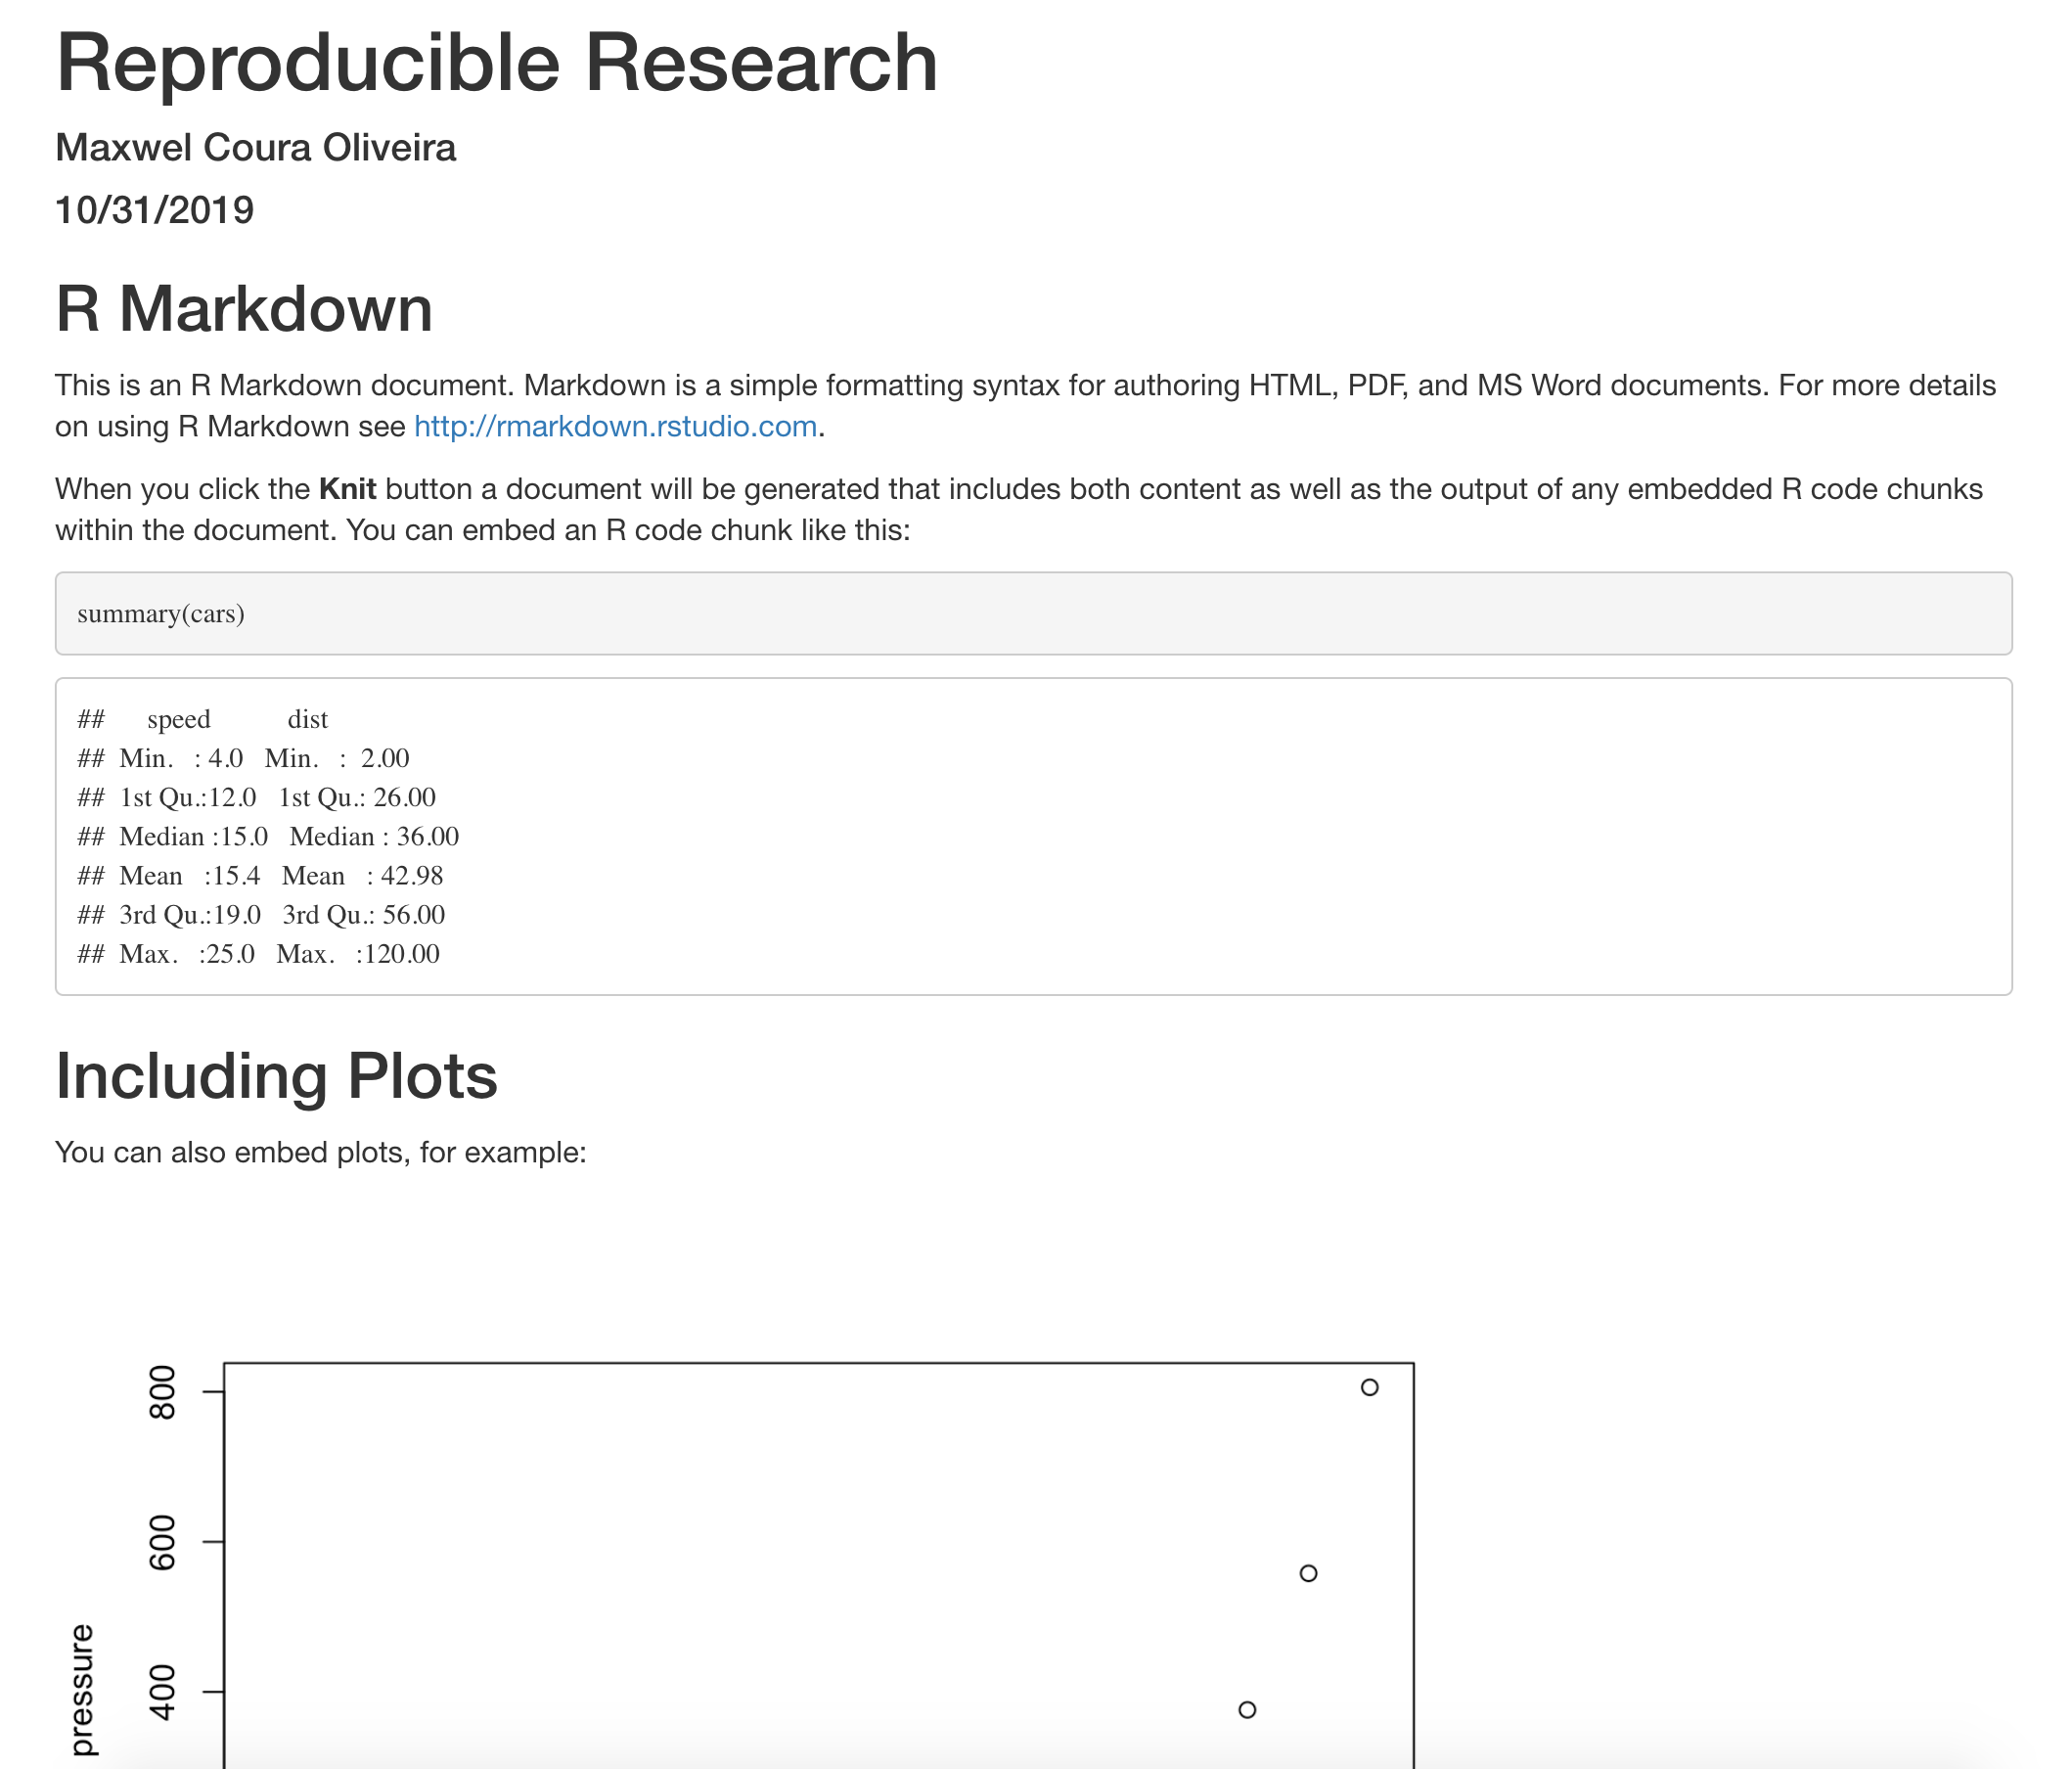 Reproducible Research
Maxwel Coura Oliveira
10/31/2019
R Markdown
This is an R Markdown document. Markdown is a simple formatting syntax for authoring HTML, PDF, and MS Word documents. For more details
on using R Markdown see http://rmarkdown.rstudio.com.
When you click the Knit button a document will be generated that includes both content as well as the output of any embedded R code chunks
within the document. You can embed an R code chunk like this:
summary(cars)
##      speed           dist
##  Min.   : 4.0   Min.   :  2.00
##  1st Qu.:12.0   1st Qu.: 26.00
##  Median :15.0   Median : 36.00
##  Mean   :15.4   Mean   : 42.98
##  3rd Qu.:19.0   3rd Qu.: 56.00
##  Max.   :25.0   Max.   :120.00
Including Plots
You can also embed plots, for example:
800
600
400
pressure